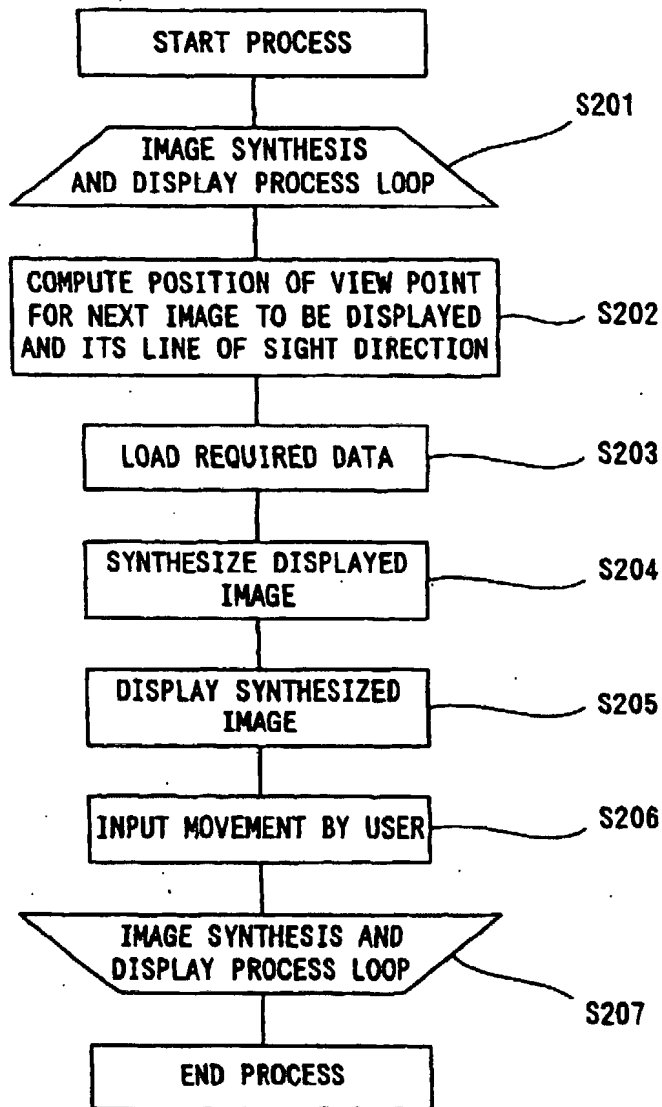 START PROCESS
S201
IMAGE SYNTHESIS
AND DISPLAY PROCESS LOOP
COMPUTE POSITION OF VIEW POINT
FOR NEXT IMAGE TO BE DISPLAYED
AND ITS LINE OF SIGHT DIRECTION
S202
LOAD REQUIRED DATA
S203
SYNTHESIZE DISPLAYED
IMAGE
S204
DISPLAY SYNTHESIZED
IMAGE
S205
INPUT MOVEMENT BY USER
S206
IMAGE SYNTHESIS AND
DISPLAY PROCESS LOOP
S207
END PROCESS